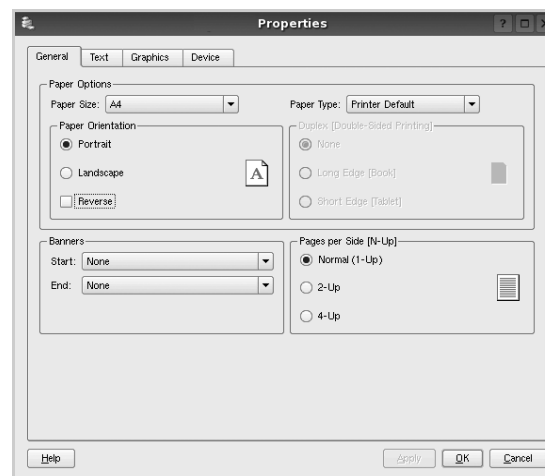 Properties
General Text Graphics Device
Paper Options
Paper Size: A4
Paper Type: Printer Default
Paper Orientation
Portrait
Landscape
A
Reverse
Duplex [Double-Sided Printing]
None
Long Edge [Book]
Short Edge [Tablet]
Banners
Start: None
End: None
Pages per Side [N-Up]
Normal (1-Up)
2-Up
4-Up
Help Apply OK Cancel